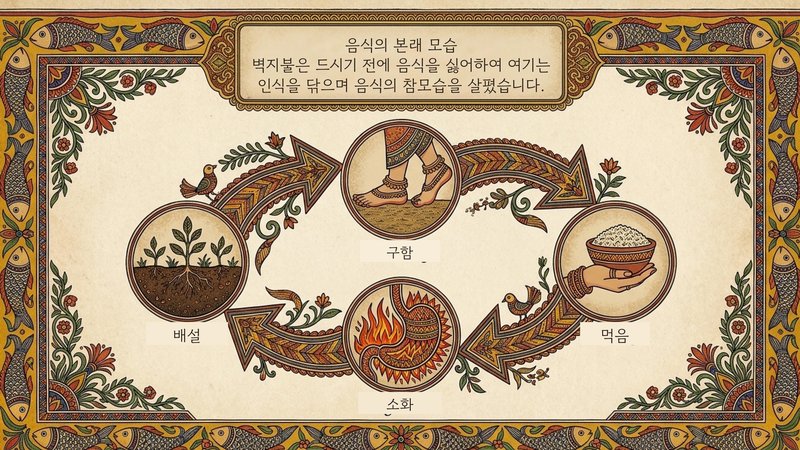 음식의 본래 모습
벽지불은 드시기 전에 음식을 싫어하여 여기는
인식을 닦으며 음식의 참모습을 살폈습니다.
구함
배설
먹음
소화